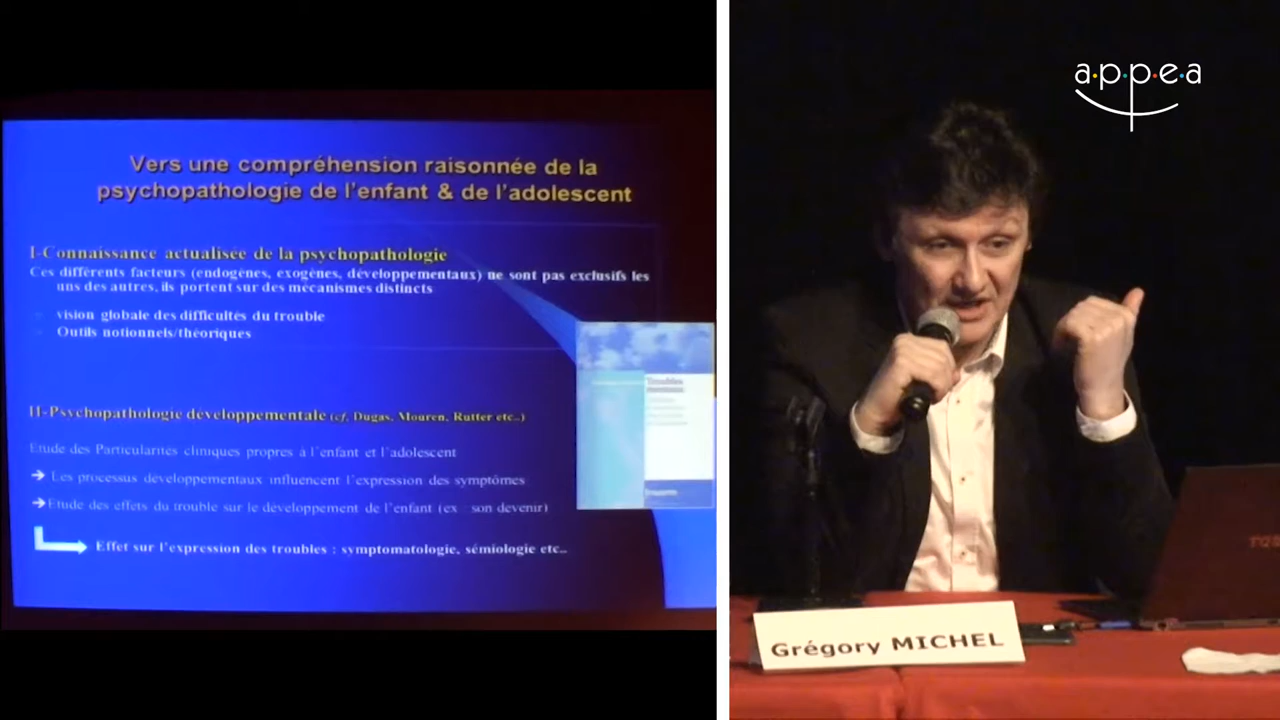 Vers une compréhension raisonnée de la
psychopathologie de l'enfant & de l'adolescent
I-Connaissance actualisée de la psychopathologie
Ces différents facteurs (endogènes, exogènes, développementaux) ne sont pas exclusifs les
uns des autres, ils portent sur des mécanismes distincts
vision globale des difficultés du trouble
Outils notionnels/théoriques
II-Psychopathologie développementale (cf. Dugas, Mouren, Rutter etc..)
Etude des Particularités cliniques propres à l'enfant et l'adolescent
→ Les processus développementaux influencent l'expression des symptômes
→ Etude des effets du trouble sur le développement de l'enfant (ex son devenir)
Effet sur l'expression des troubles : symptomatologie, sémiologie etc..
Troubles
a·p·p·e·a
Grégory MICHEL